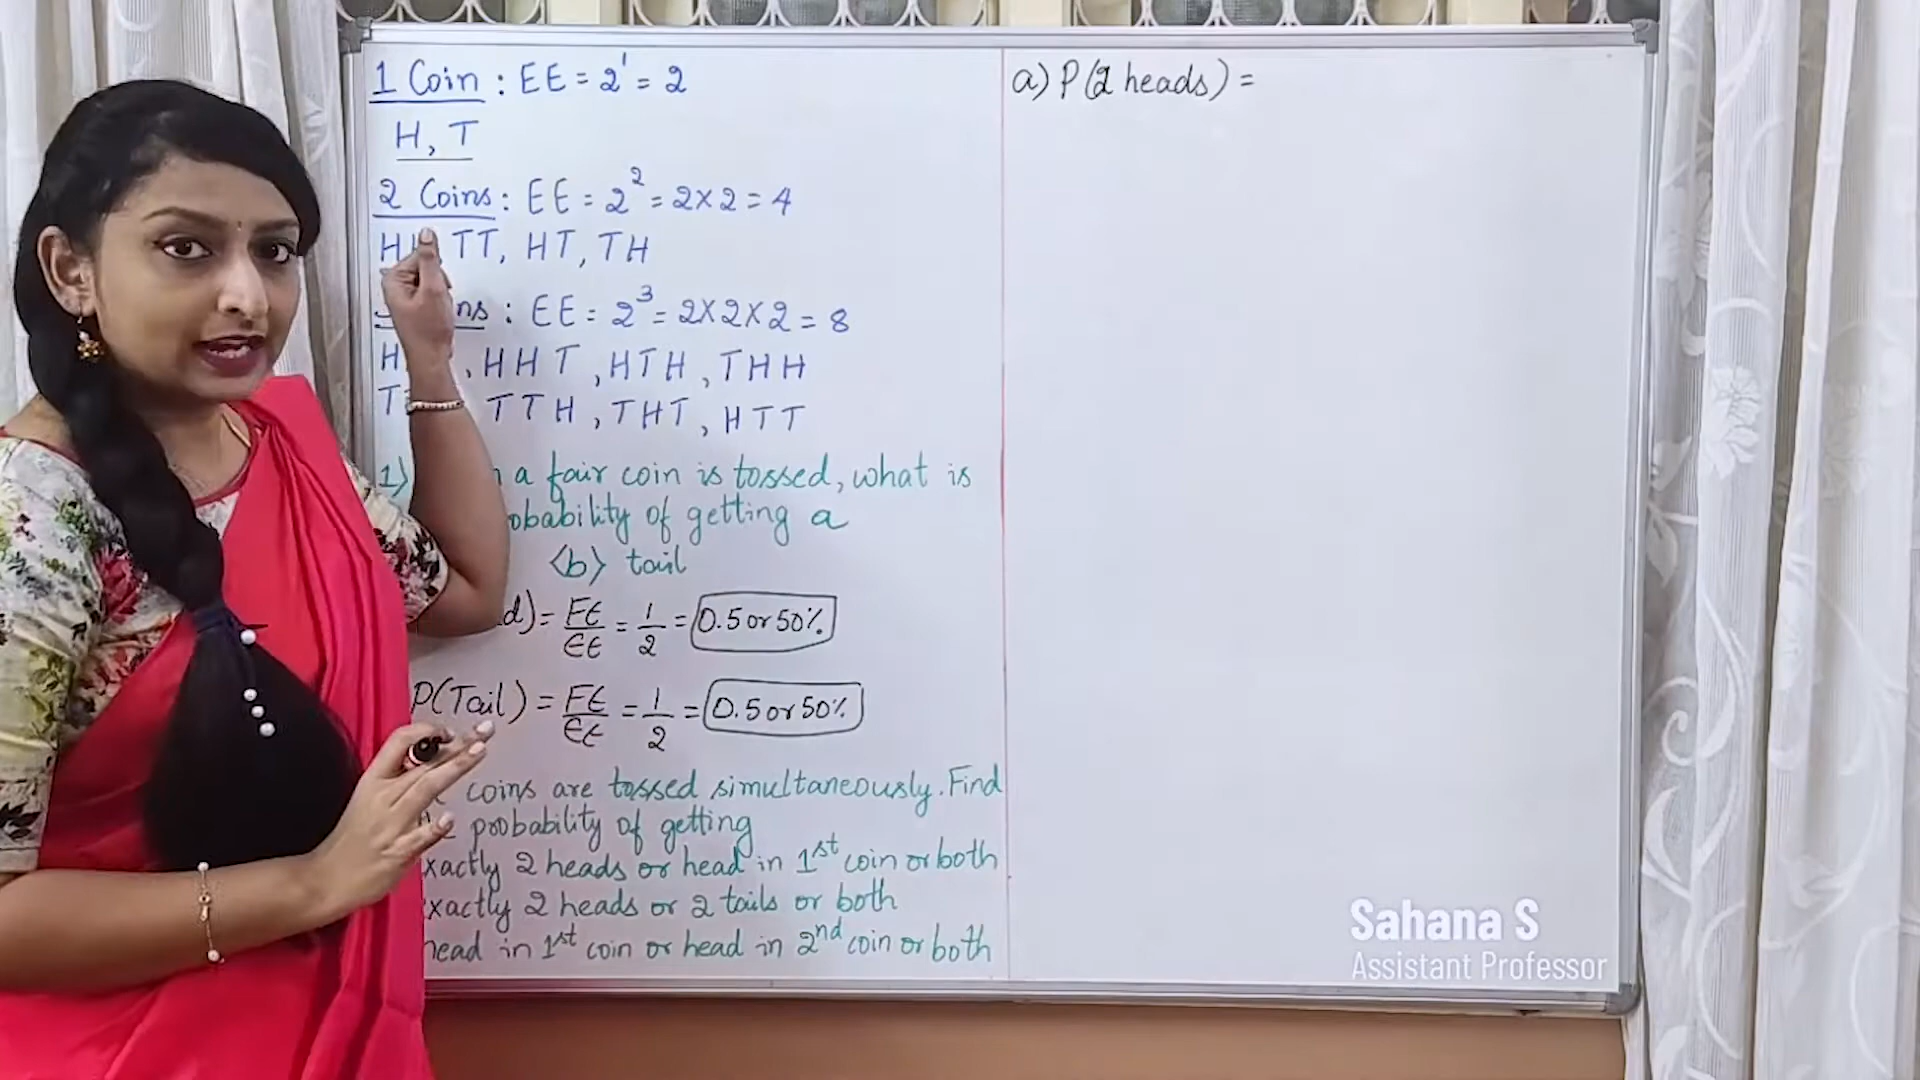 1 Coin : EE = 2¹ = 2
H, T
2 Coins : EE = 2² = 2×2 = 4
TT, HT, TH
: EE = 2³ = 2×2×2 = 8
, HHT, HTH, THH
TTH, THT, HTT
1) a fair coin is tossed, what is
of getting a
<b> tail
= FE/EE = 1/2 = 0.5 or 50%
P(Tail) = FE/EE = 1/2 = 0.5 or 50%
coins are tossed simultaneously. Find
probability of getting
2 heads or head in 1st coin or both
2 heads or 2 tails or both
in 1st coin or head in 2nd coin or both
a) P(2 heads) =
Sahana S
Assistant Professor